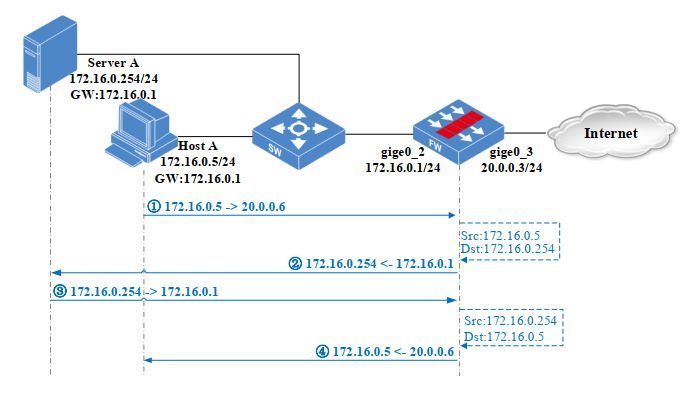 Server A
172.16.0.254/24
GW:172.16.0.1
Host A
172.16.0.5/24
GW:172.16.0.1
SW
gige0_2
172.16.0.1/24
FW
gige0_3
20.0.0.3/24
Internet
① 172.16.0.5 -> 20.0.0.6
Src:172.16.0.5
Dst:172.16.0.254
② 172.16.0.254 <- 172.16.0.1
③ 172.16.0.254 -> 172.16.0.1
Src:172.16.0.254
Dst:172.16.0.5
④ 172.16.0.5 <- 20.0.0.6